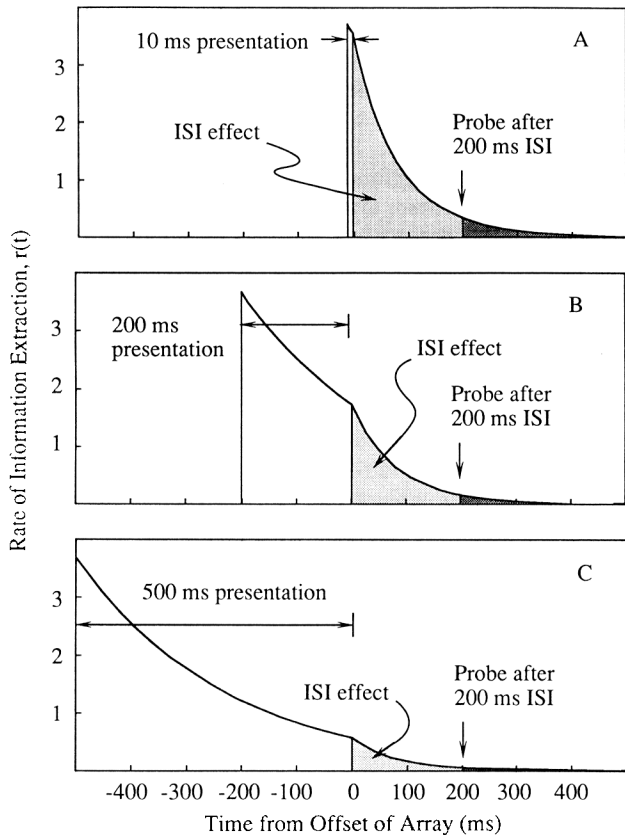 A
10 ms presentation
3
2
1
ISI effect
Probe after
200 ms ISI
B
200 ms
presentation
3
2
1
ISI effect
Probe after
200 ms ISI
C
500 ms presentation
3
2
1
ISI effect
Probe after
200 ms ISI
Rate of Information Extraction, r(t)
-400 -300 -200 -100 0 100 200 300 400
Time from Offset of Array (ms)